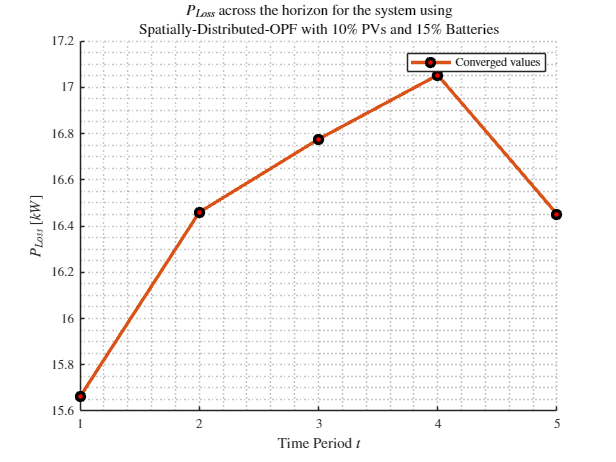 P_Loss across the horizon for the system using
Spatially-Distributed-OPF with 10% PVs and 15% Batteries
17.2
Converged values
17
16.8
16.6
16.4
16.2
16
15.8
15.6
P_Loss [kW]
1 2 3 4 5
Time Period t